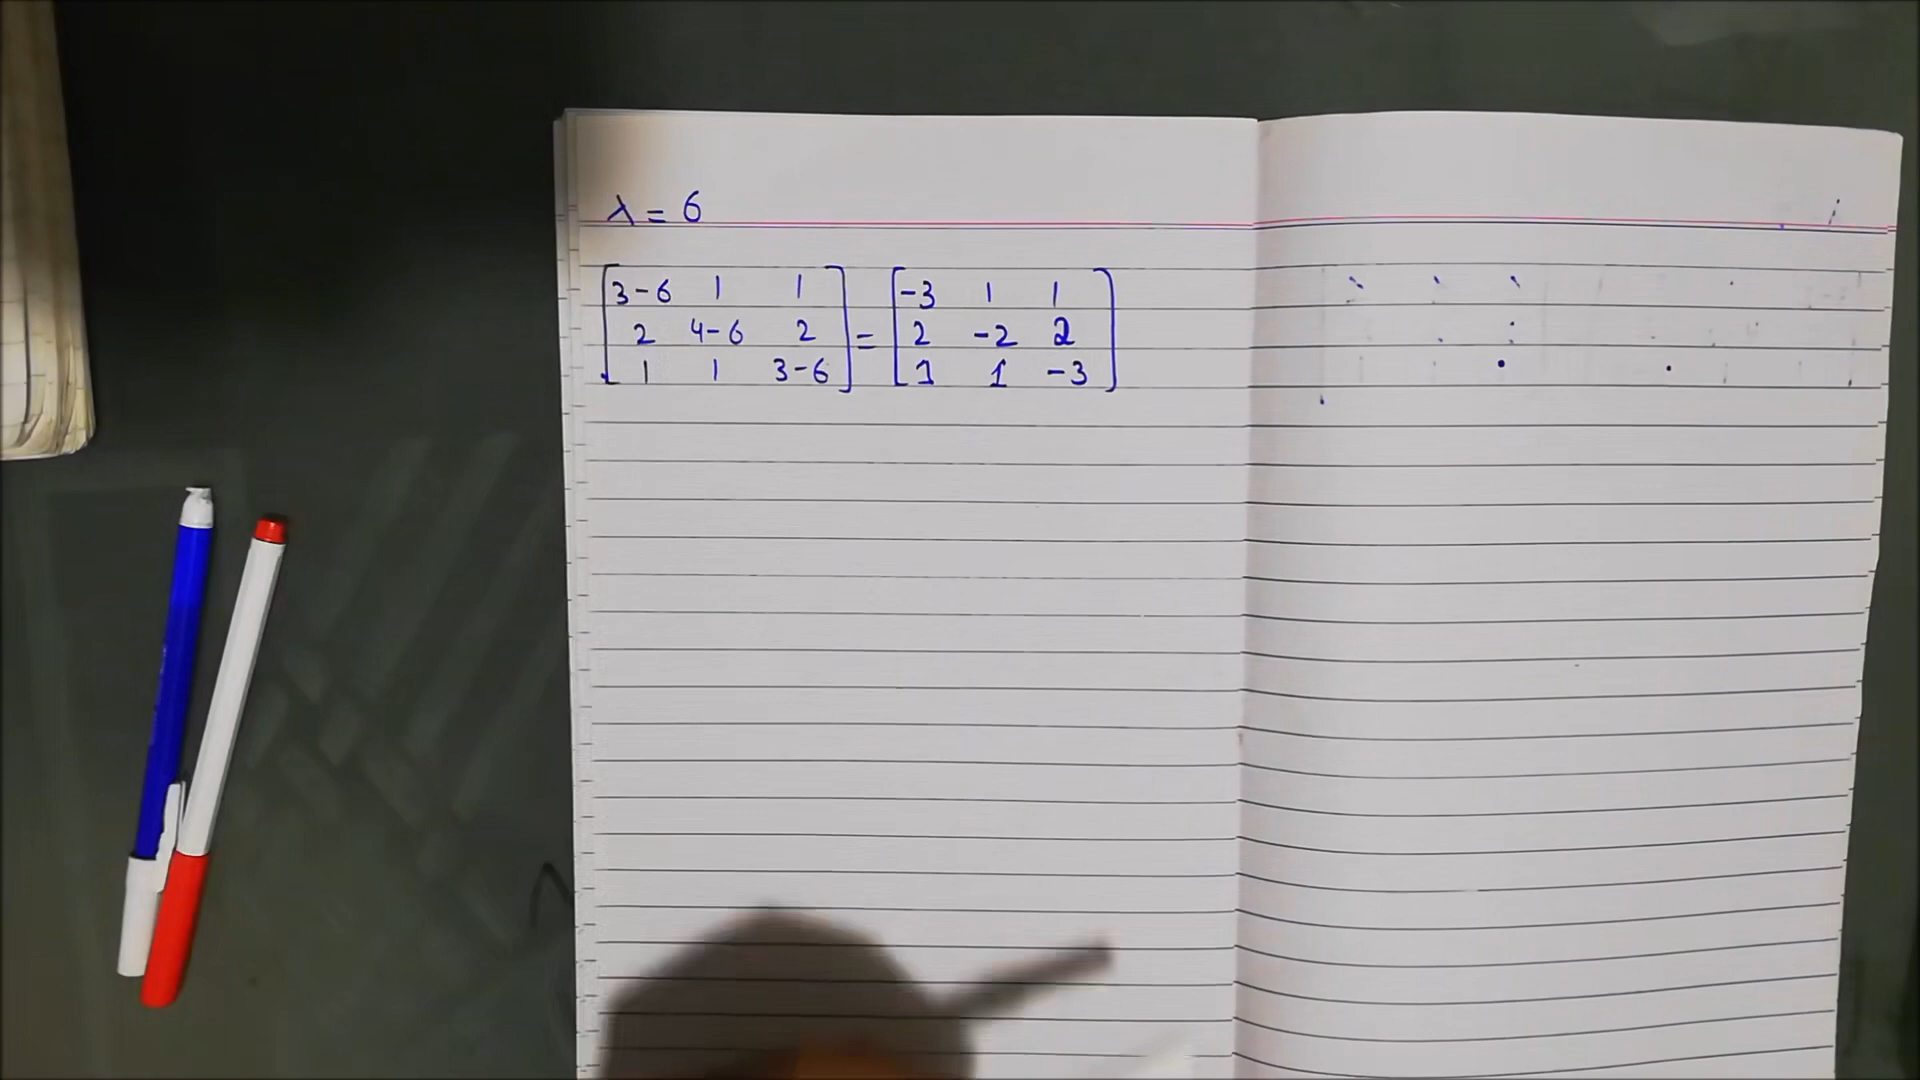 λ = 6
[3-6 1 1] [-3 1 1]
[2 4-6 2] = [2 -2 2]
[1 1 3-6] [1 1 -3]